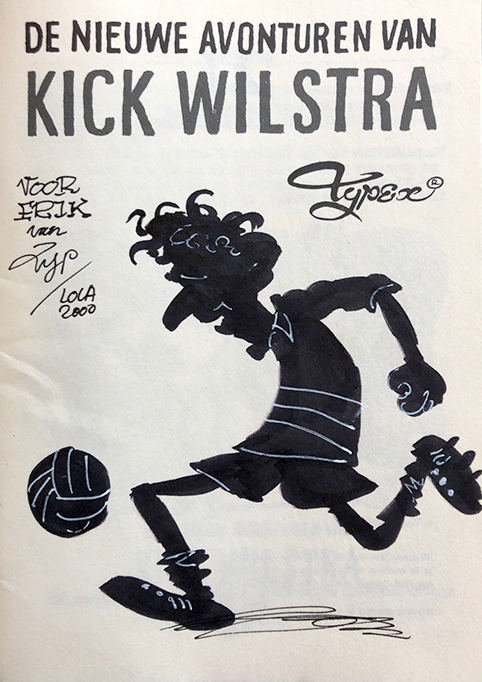 DE NIEUWE AVONTUREN VAN
KICK WILSTRA
VOOR
ERIK
van
Typ
LOLA
2000
Typex®